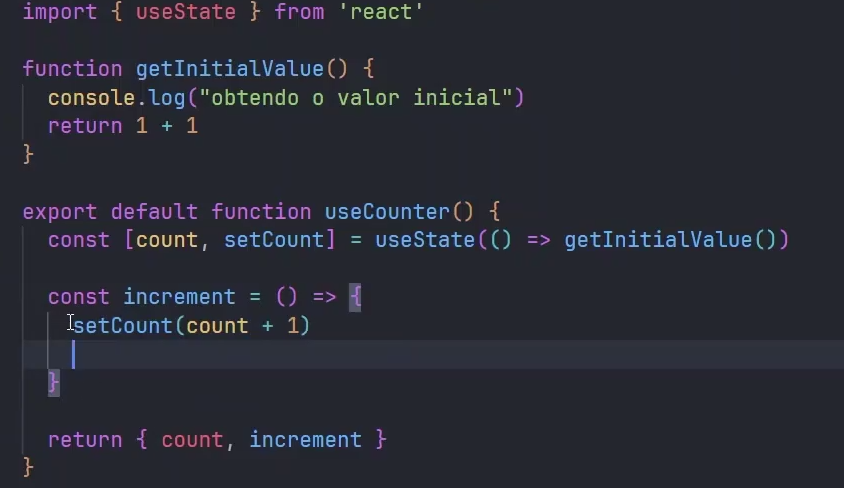 import { useState } from 'react'
function getInitialValue() {
console.log("obtendo o valor inicial")
return 1 + 1
}
export default function useCounter() {
const [count, setCount] = useState(() => getInitialValue())
const increment = () => {
setCount(count + 1)
}
return { count, increment }
}